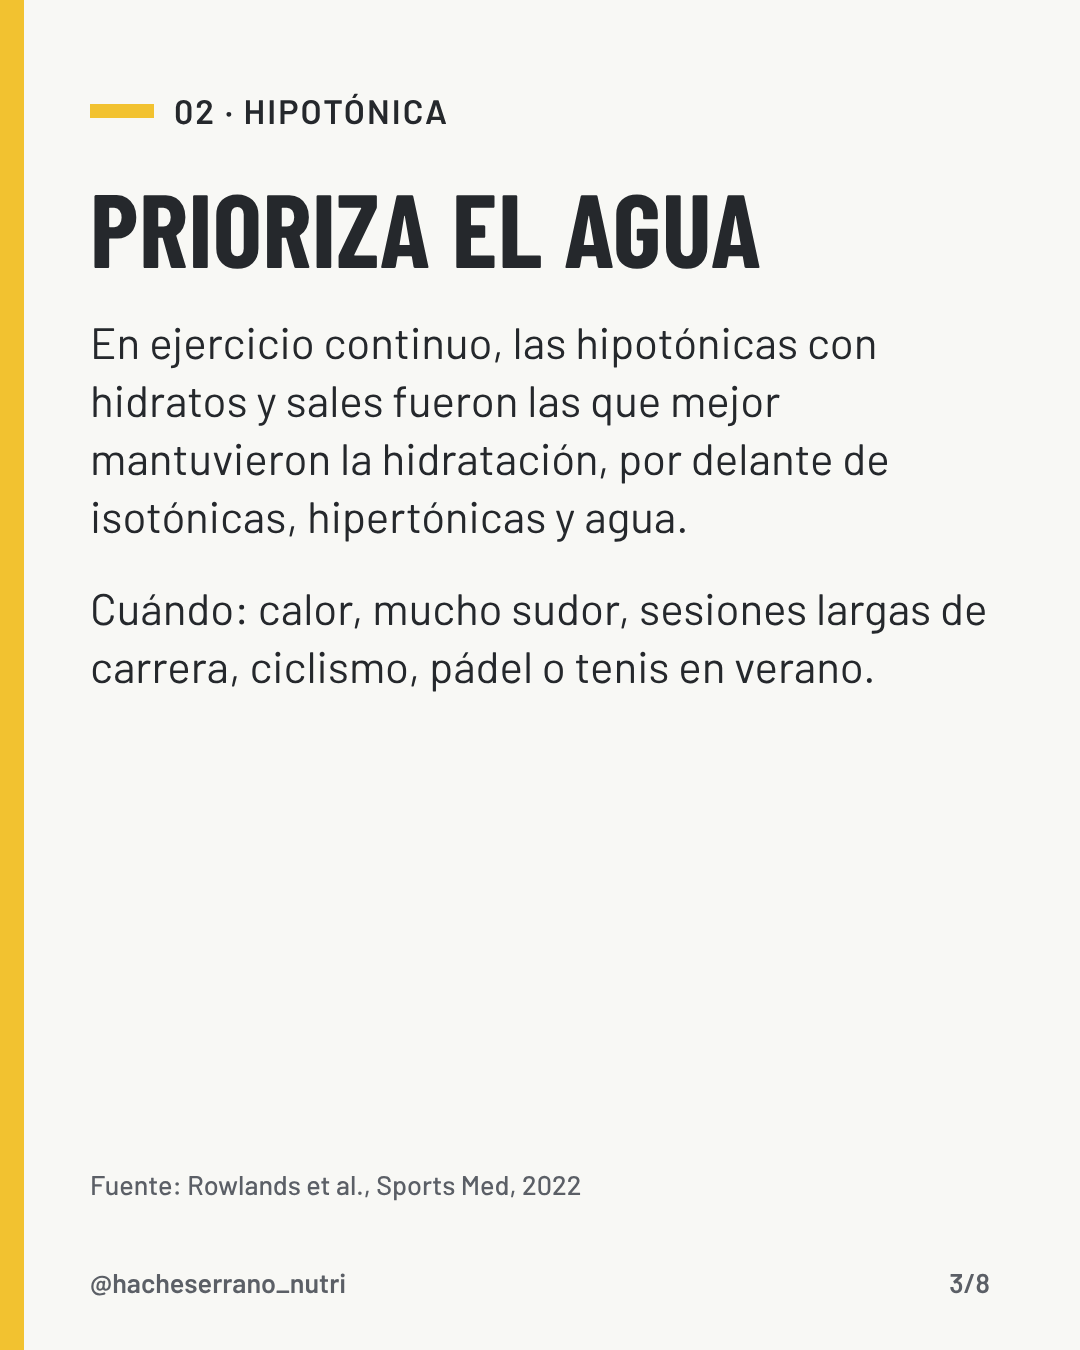 02 · HIPOTÓNICA
PRIORIZA EL AGUA
En ejercicio continuo, las hipotónicas con
hidratos y sales fueron las que mejor
mantuvieron la hidratación, por delante de
isotónicas, hipertónicas y agua.
Cuándo: calor, mucho sudor, sesiones largas de
carrera, ciclismo, pádel o tenis en verano.
Fuente: Rowlands et al., Sports Med, 2022
@hacheserrano_nutri
3/8